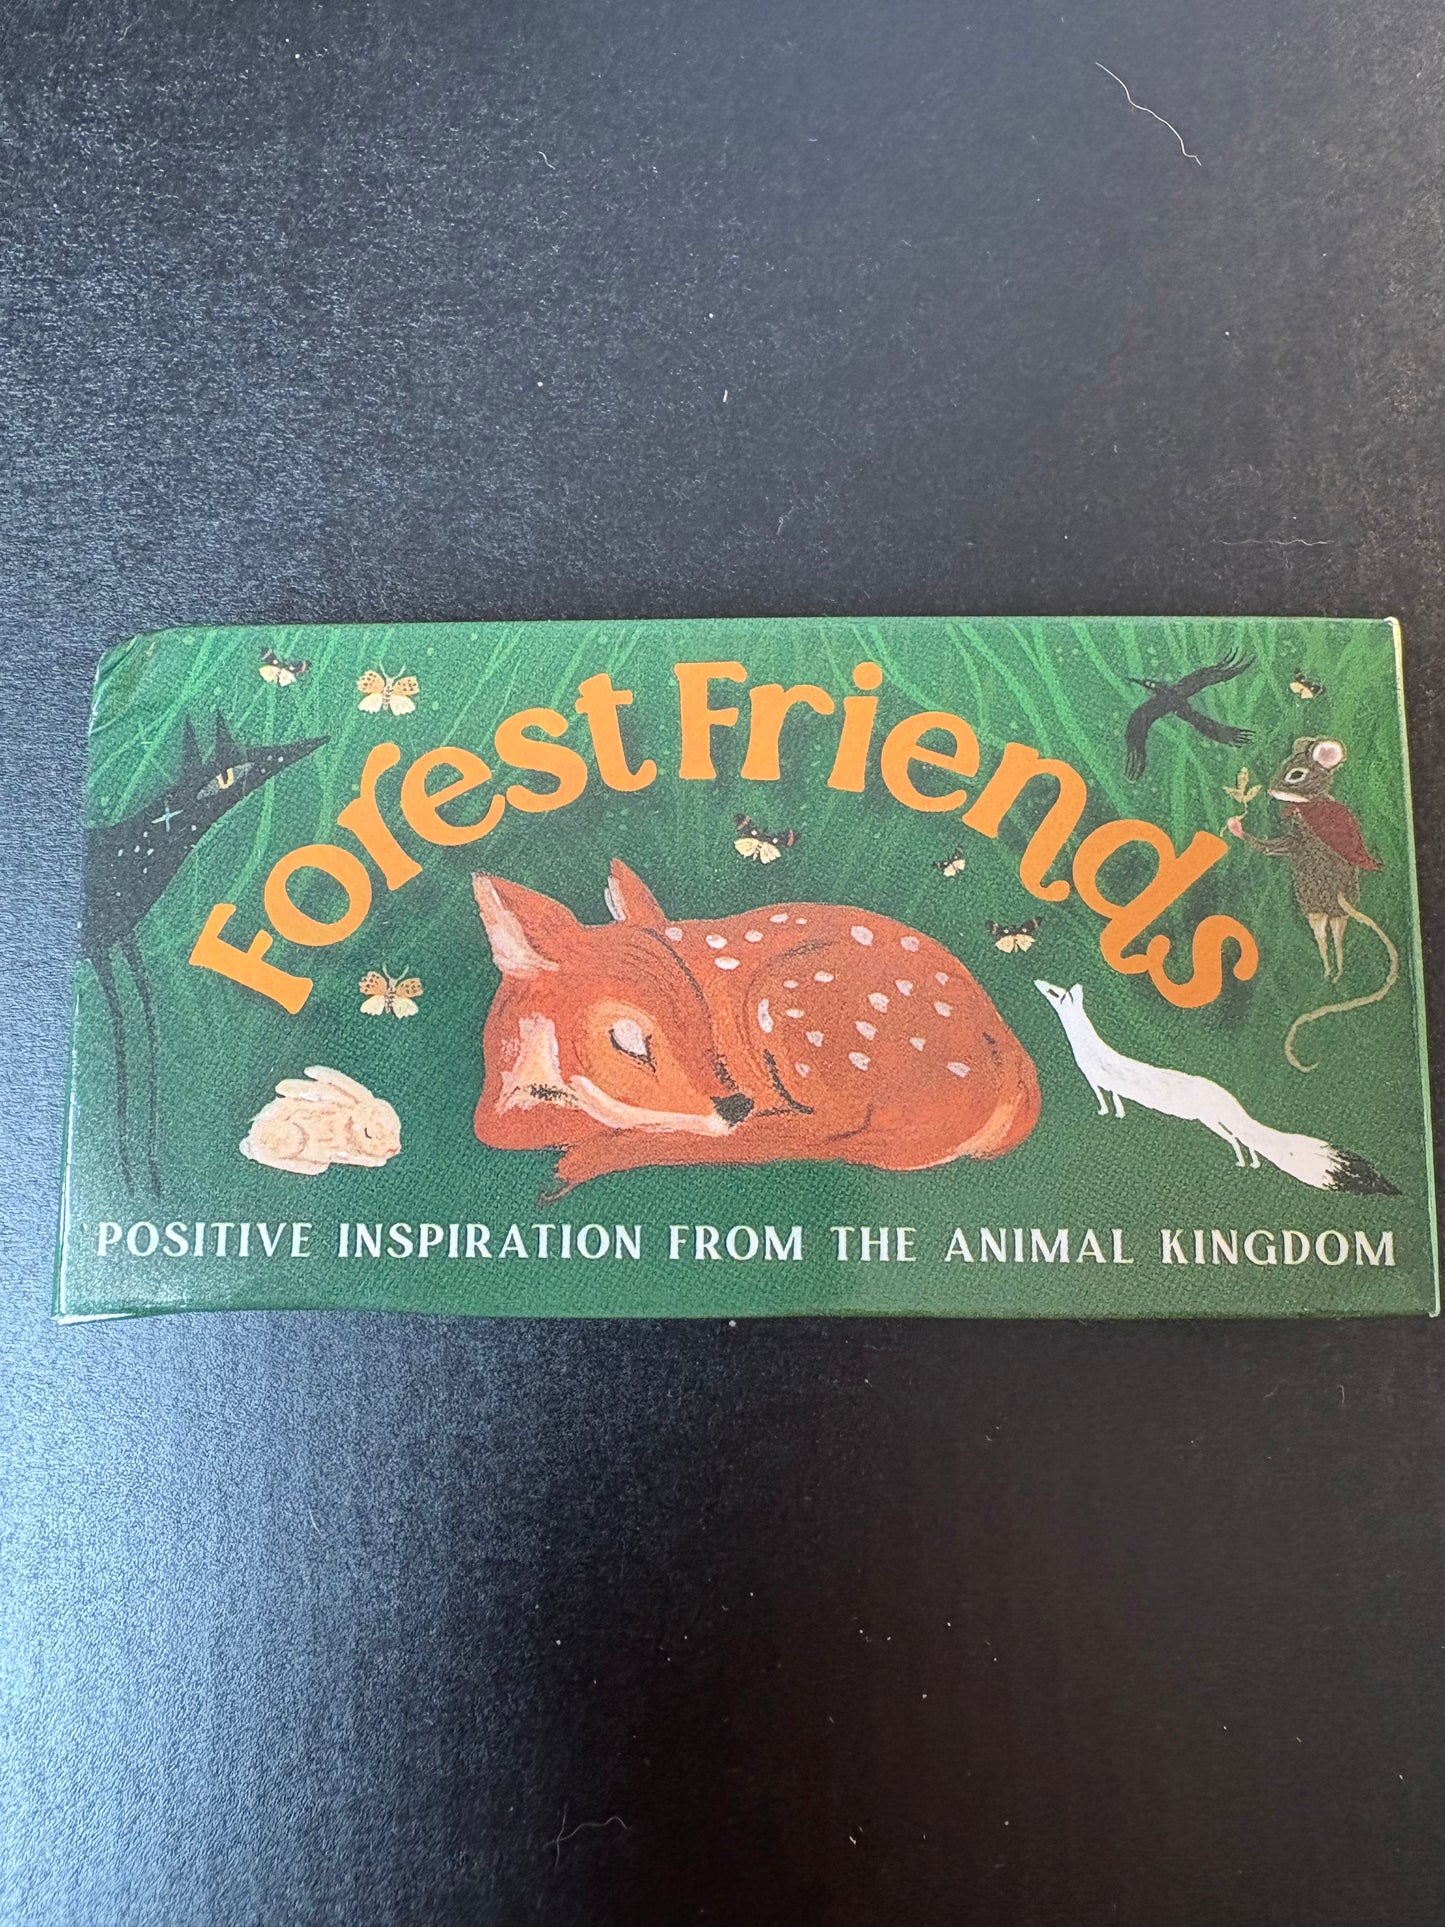 Forest Friends
POSITIVE INSPIRATION FROM THE ANIMAL KINGDOM